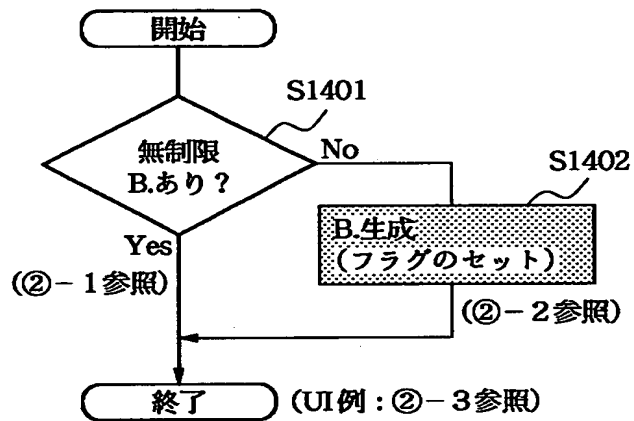 開始
S1401
無制限
B.あり?
No
S1402
B.生成
(フラグのセット)
Yes
(②-1参照)
(②-2参照)
終了
(UI例:②-3参照)